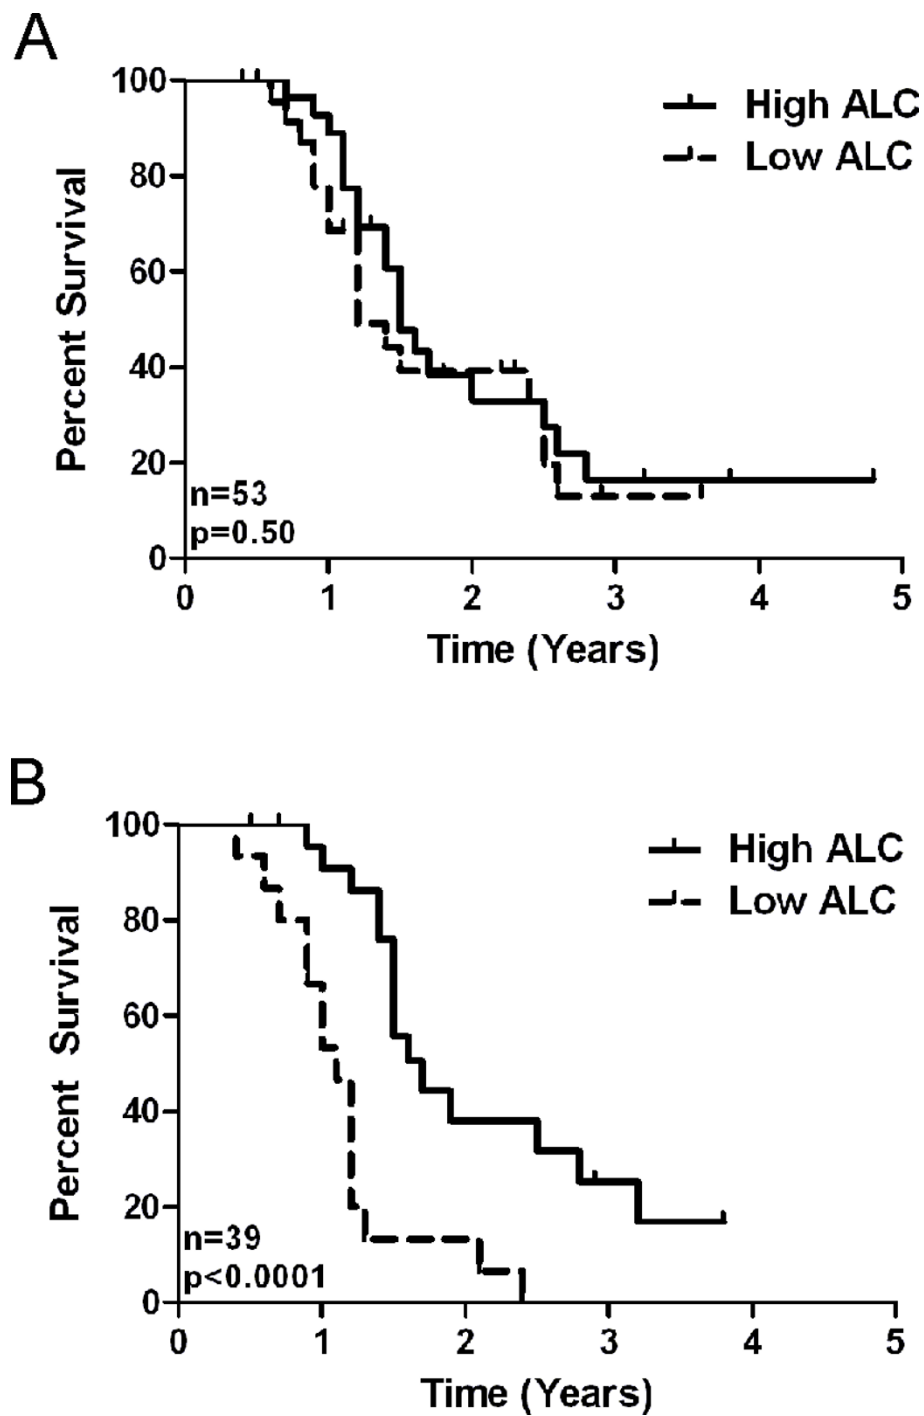 A
100
80
60
40
20
0
Percent Survival
High ALC
Low ALC
n=53
p=0.50
0 1 2 3 4 5
Time (Years)
B
100
80
60
40
20
0
Percent Survival
High ALC
Low ALC
n=39
p<0.0001
0 1 2 3 4 5
Time (Years)